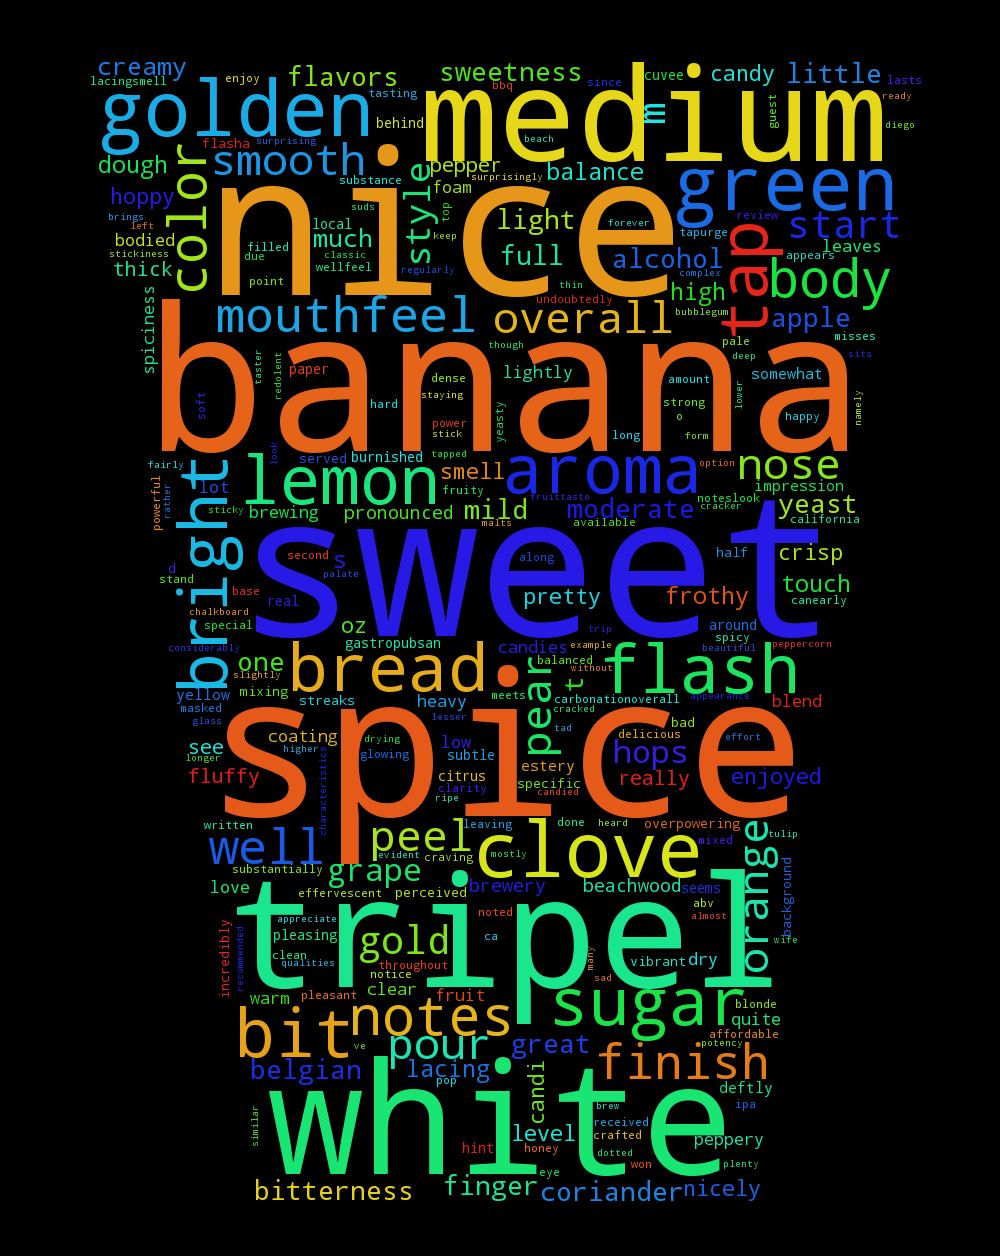 creamy
lacingsmell
enjoy
flavors
sweetness
bbq
since
cuvee
candy
little
lasts
golden
tasting
medium
m
guest
ready
diego
behind
beach
dough
flasha
surprising
smooth
color
substance
style
pepper
surprisingly
foam
balance
green
hoppy
brings
left
bodied
stickiness
thick
nice
suds
local
much
classic
wellfeel
filled
due
point
top
keep
regularly
light
full
forever
alcohol
complex
thin
undoubtedly
high
bubblegum
tapurge
review
start
leaves
appears
tap
body
spiciness
mouthfeel
overall
apple
misses
pale
deep
sits
though
banana
taster
redolent
paper
soft
hard
dense
staying
power
stick
yeasty
lightly
long
amount
strong
o
form
lower
somewhat
happy
namely
look
served
burnished
tapped
fairly
powerful
rather
bright
lot
sticky
lemon
brewing
pronounced
smell
fruity
mild
malts
aroma
fruittaste
moderate
available
option
nose
impression
noteslook
cracker
yeast
california
sweet
second
s
palate
real
along
half
crisp
touch
canearly
d
stand
chalkboard
base
special
pretty
frothy
oz
gastropubsan
trip
around
spicy
beautiful
peppercorn
considerably
one
slightly
mixing
bread
candies
balanced
example
without
flash
t
pear
yellow
masked
glass
streaks
heavy
lesser
meets
carbonationoverall
cracked
appearance
blend
tad
delicious
bad
effort
see
longer
fluffy
coating
higher
characteristics
drying
glowing
low
subtle
citrus
clarity
ripe
spice
estery
specific
candied
hops
really
enjoyed
written
well
substantially
peel
evident
grape
craving
leaving
mostly
clove
done
heard
overpowering
mixed
tulip
orange
background
love
effervescent
perceived
brewery
beachwood
seems
abv
almost
wife
incredibly
recommended
appreciate
pleasing
clean
qualities
tripel
gold
throughout
notice
clear
noted
ca
many
sad
vibrant
dry
warm
pleasant
fruit
sugar
blonde
quite
affordable
potency
bit
notes
ve
pour
great
finish
belgian
lacing
pop
candi
deftly
white
similar
brew
received
crafted
ipa
level
hint
honey
dotted
won
peppery
plenty
eye
bitterness
finger
coriander
nicely